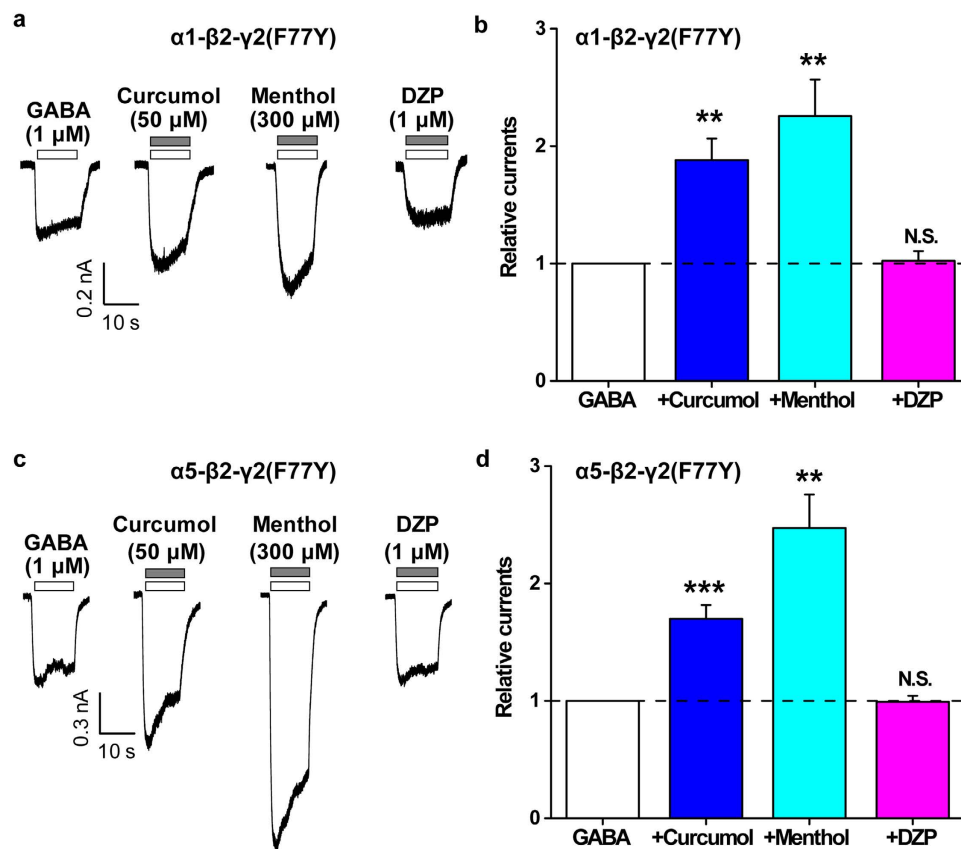 a
α1-β2-γ2(F77Y)
GABA
(1 µM)
Curcumol
(50 µM)
Menthol
(300 µM)
DZP
(1 µM)
0.2 nA
10 s
b
α1-β2-γ2(F77Y)
Relative currents
3
2
1
0
**
**
N.S.
GABA +Curcumol +Menthol +DZP
c
α5-β2-γ2(F77Y)
GABA
(1 µM)
Curcumol
(50 µM)
Menthol
(300 µM)
DZP
(1 µM)
0.3 nA
10 s
d
α5-β2-γ2(F77Y)
Relative currents
3
2
1
0
***
**
N.S.
GABA +Curcumol +Menthol +DZP